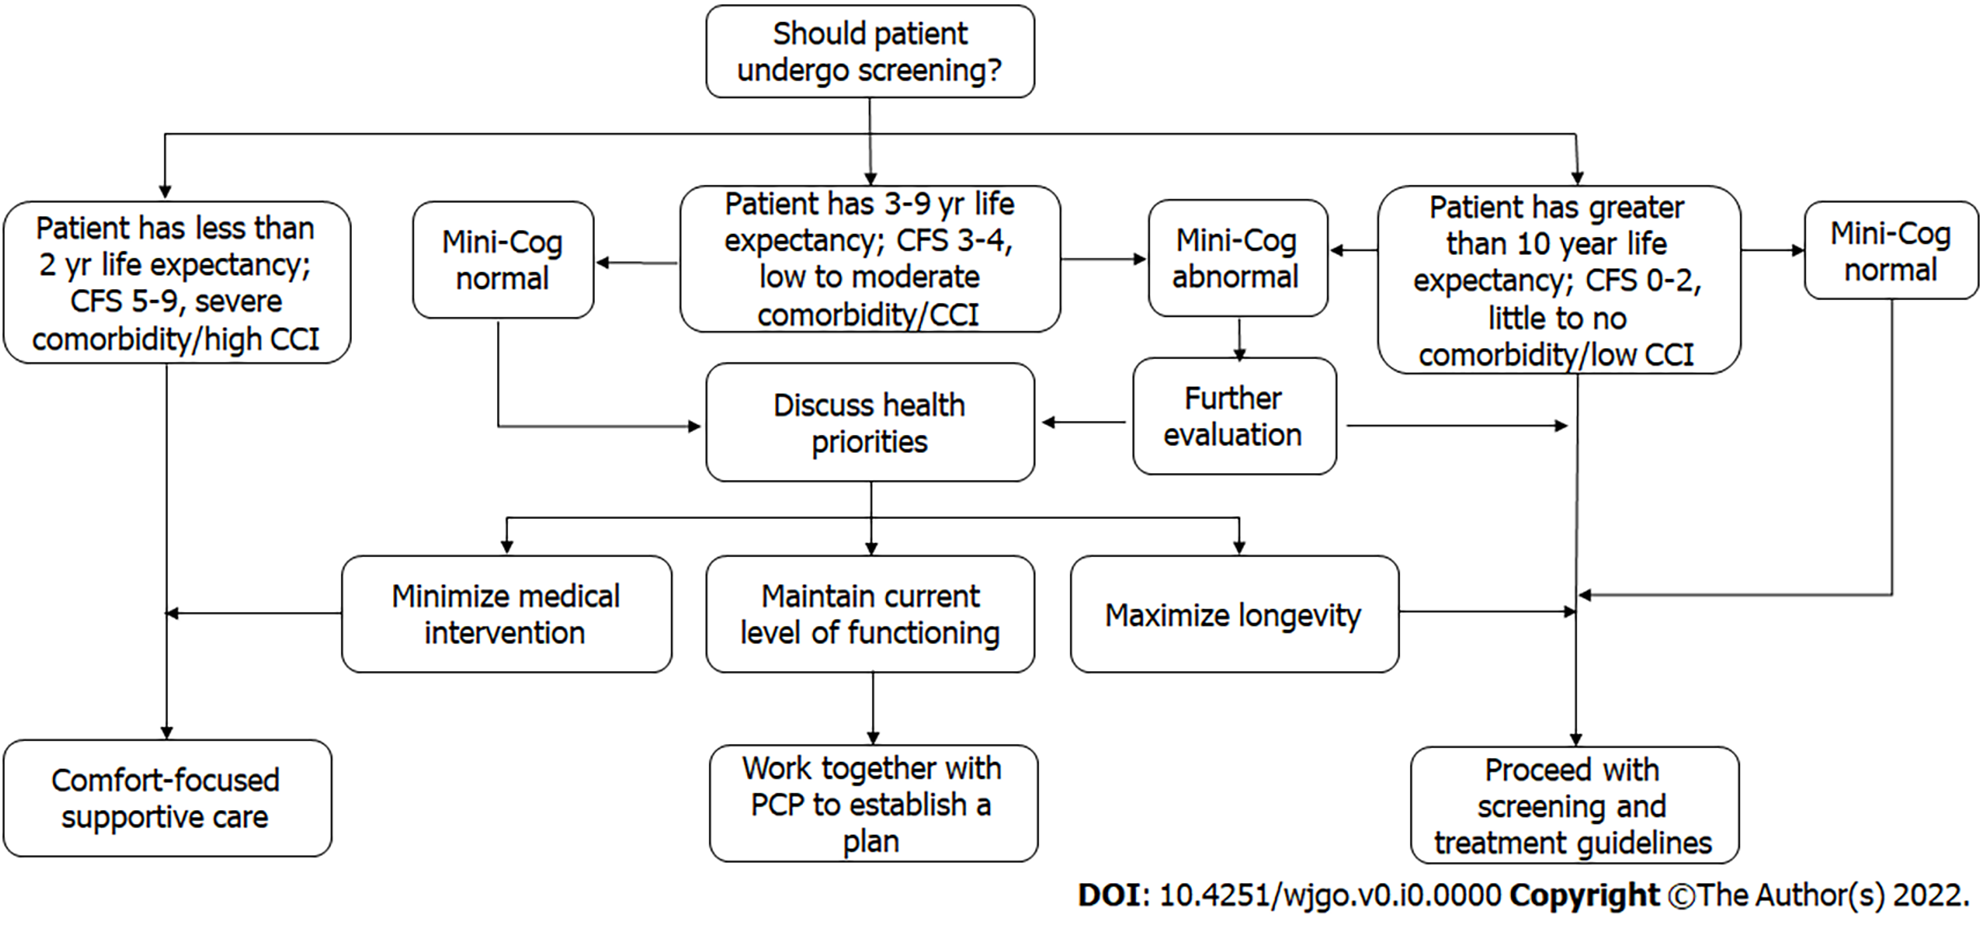 Should patient
undergo screening?
Patient has less than
2 yr life expectancy;
CFS 5-9, severe
comorbidity/high CCI
Mini-Cog
normal
Patient has 3-9 yr life
expectancy; CFS 3-4,
low to moderate
comorbidity/CCI
Mini-Cog
abnormal
Patient has greater
than 10 year life
expectancy; CFS 0-2,
little to no
comorbidity/low CCI
Mini-Cog
normal
Discuss health
priorities
Further
evaluation
Minimize medical
intervention
Maintain current
level of functioning
Maximize longevity
Comfort-focused
supportive care
Work together with
PCP to establish a
plan
Proceed with
screening and
treatment guidelines
DOI: 10.4251/wjgo.v0.i0.0000 Copyright ©The Author(s) 2022.